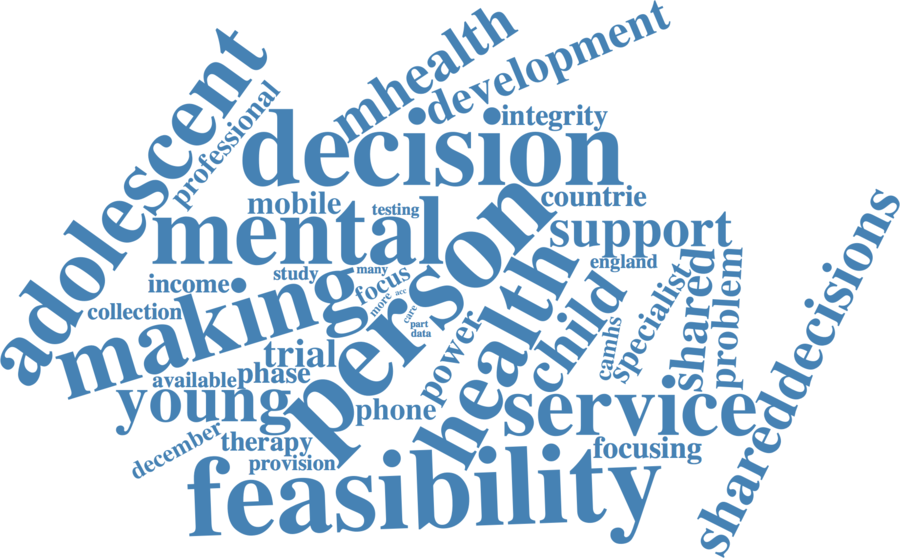 mhealth
development
adolescent
professional
decision
integrity
mobile
testing
countrie
mental
person
support
shareddecisions
study
many
england
income
focus
health
specialist
shared
problem
collection
making
more
acc
care
child
part
data
power
camhs
trial
available
phase
young
phone
service
december
therapy
focusing
provision
feasibility